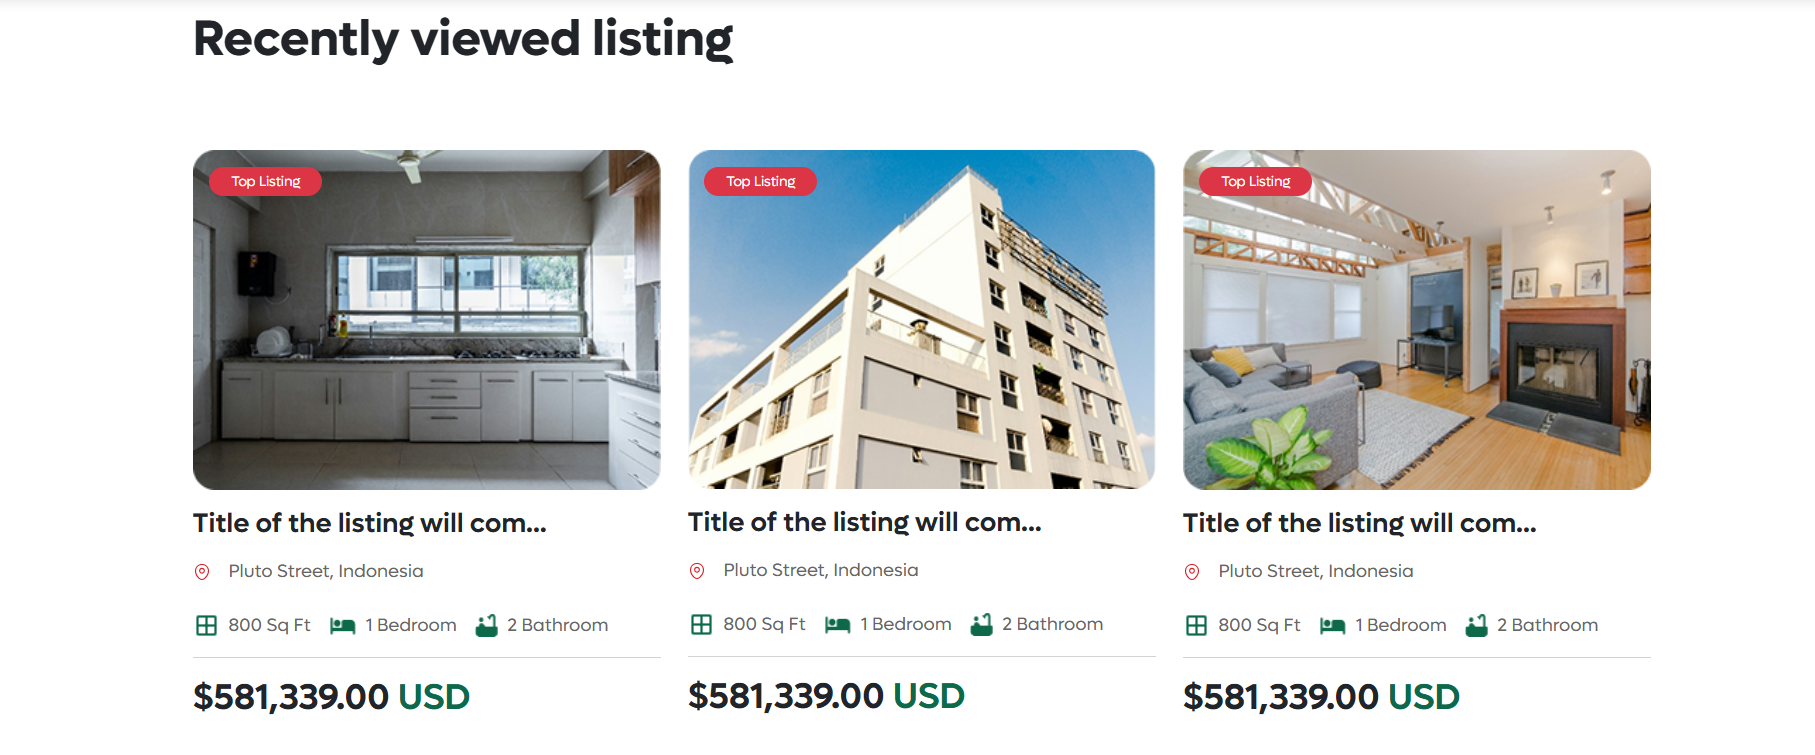 Recently viewed listing
Top Listing
Title of the listing will com...
Pluto Street, Indonesia
800 Sq Ft 1 Bedroom 2 Bathroom
$581,339.00 USD
Top Listing
Title of the listing will com...
Pluto Street, Indonesia
800 Sq Ft 1 Bedroom 2 Bathroom
$581,339.00 USD
Top Listing
Title of the listing will com...
Pluto Street, Indonesia
800 Sq Ft 1 Bedroom 2 Bathroom
$581,339.00 USD